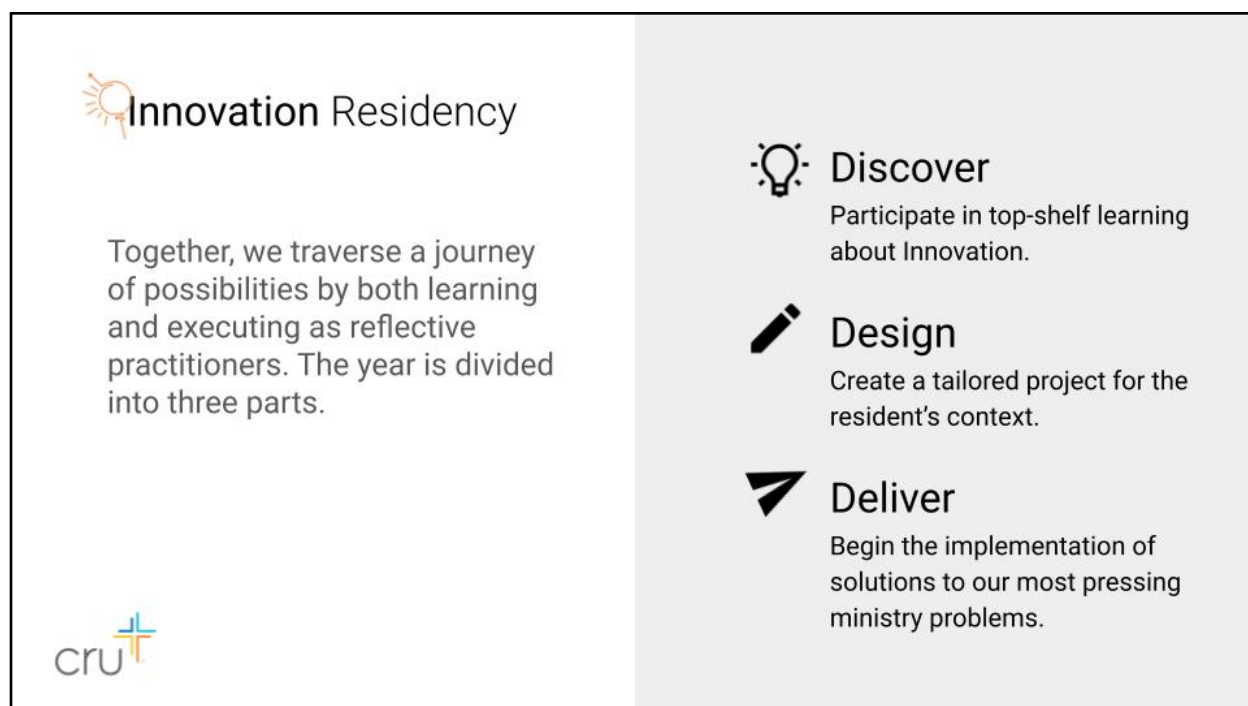 Innovation Residency
Together, we traverse a journey
of possibilities by both learning
and executing as reflective
practitioners. The year is divided
into three parts.
cru
Discover
Participate in top-shelf learning
about Innovation.
Design
Create a tailored project for the
resident’s context.
Deliver
Begin the implementation of
solutions to our most pressing
ministry problems.